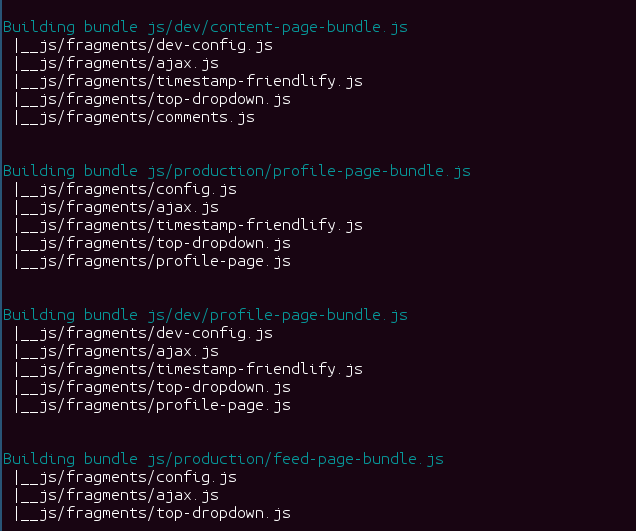 Building bundle js/dev/content-page-bundle.js
|__js/fragments/dev-config.js
|__js/fragments/ajax.js
|__js/fragments/timestamp-friendlify.js
|__js/fragments/top-dropdown.js
|__js/fragments/comments.js
Building bundle js/production/profile-page-bundle.js
|__js/fragments/config.js
|__js/fragments/ajax.js
|__js/fragments/timestamp-friendlify.js
|__js/fragments/top-dropdown.js
|__js/fragments/profile-page.js
Building bundle js/dev/profile-page-bundle.js
|__js/fragments/dev-config.js
|__js/fragments/ajax.js
|__js/fragments/timestamp-friendlify.js
|__js/fragments/top-dropdown.js
|__js/fragments/profile-page.js
Building bundle js/production/feed-page-bundle.js
|__js/fragments/config.js
|__js/fragments/ajax.js
|__js/fragments/top-dropdown.js